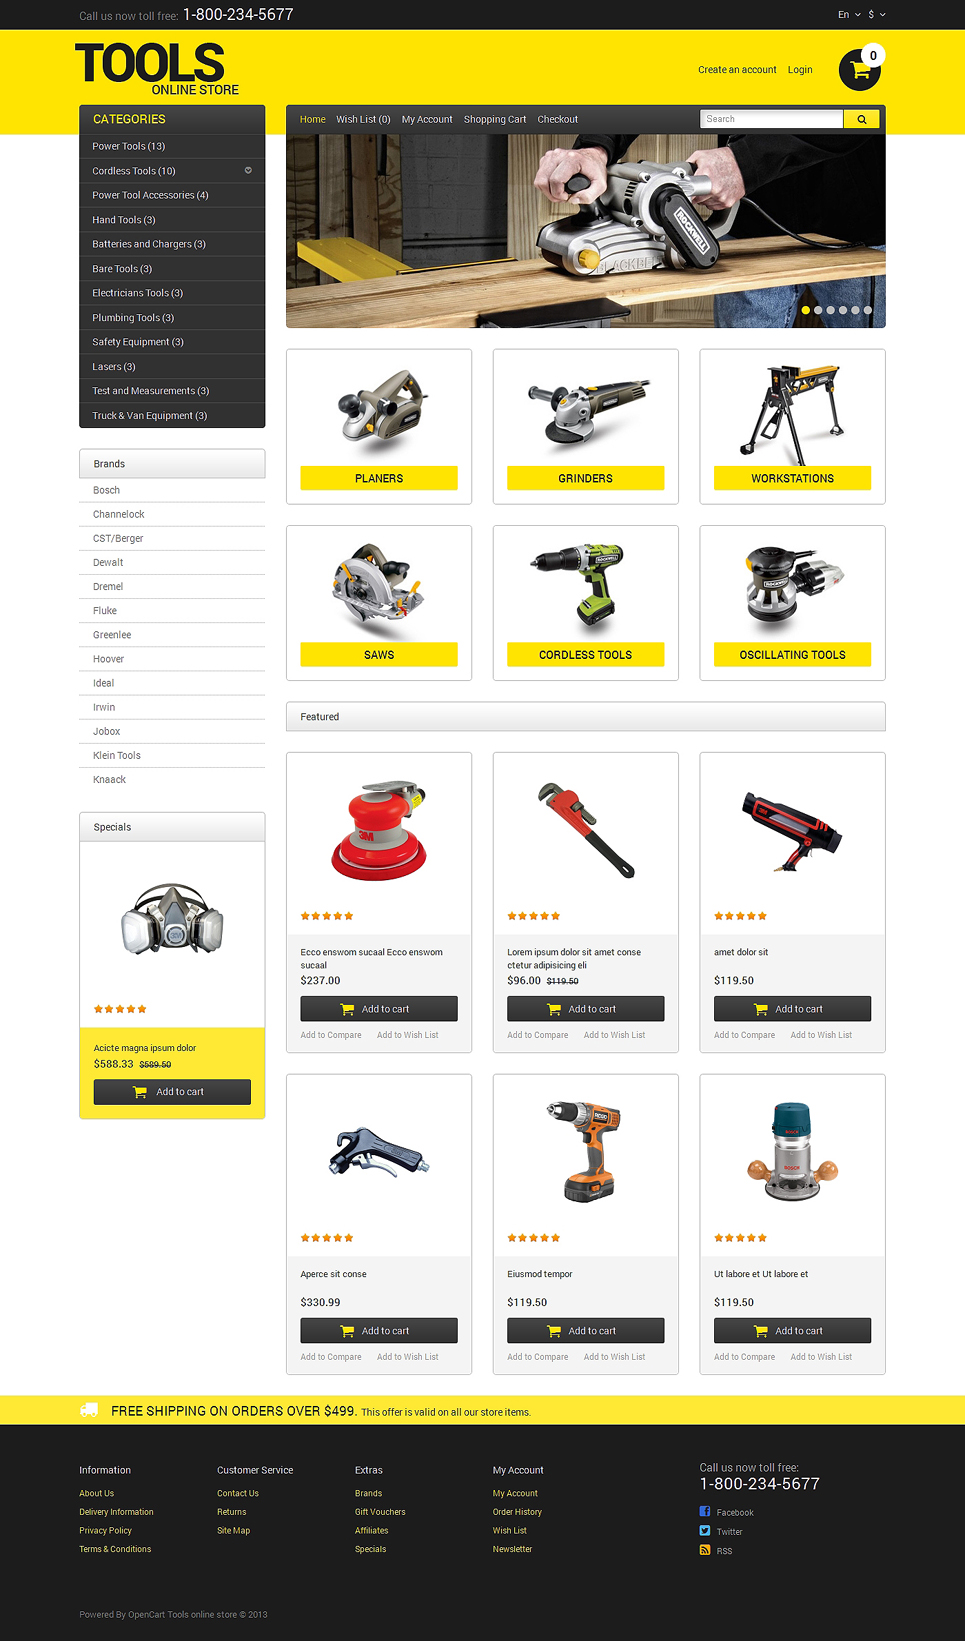 Call us now toll free: 1-800-234-5677
En $
TOOLS
ONLINE STORE
Create an account Login
0
CATEGORIES
Power Tools (13)
Cordless Tools (10)
Power Tool Accessories (4)
Hand Tools (3)
Batteries and Chargers (3)
Bare Tools (3)
Electricians Tools (3)
Plumbing Tools (3)
Safety Equipment (3)
Lasers (3)
Test and Measurements (3)
Truck & Van Equipment (3)
Home Wish List (0) My Account Shopping Cart Checkout
Search
ROCKWELL
Brands
Bosch
Channelock
CST/Berger
Dewalt
Dremel
Fluke
Greenlee
Hoover
Ideal
Irwin
Jobox
Klein Tools
Knaack
PLANERS
GRINDERS
WORKSTATIONS
SAWS
CORDLESS TOOLS
OSCILLATING TOOLS
Specials
3M
Acicte magna ipsum dolor
$588.33 $589.50
Add to cart
Featured
3M
Ecco enswom sucaal Ecco enswom
sucaal
$237.00
Add to cart
Add to Compare Add to Wish List
Lorem ipsum dolor sit amet conse
ctetur adipisicing eli
$96.00 $119.50
Add to cart
Add to Compare Add to Wish List
amet dolor sit
$119.50
Add to cart
Add to Compare Add to Wish List
Aperce sit conse
$330.99
Add to cart
Add to Compare Add to Wish List
RIDGID
Eiusmod tempor
$119.50
Add to cart
Add to Compare Add to Wish List
BOSCH
BOSCH
Ut labore et Ut labore et
$119.50
Add to cart
Add to Compare Add to Wish List
FREE SHIPPING ON ORDERS OVER $499. This offer is valid on all our store items.
Information
About Us
Delivery Information
Privacy Policy
Terms & Conditions
Customer Service
Contact Us
Returns
Site Map
Extras
Brands
Gift Vouchers
Affiliates
Specials
My Account
My Account
Order History
Wish List
Newsletter
Call us now toll free:
1-800-234-5677
Facebook
Twitter
RSS
Powered By OpenCart Tools online store © 2013